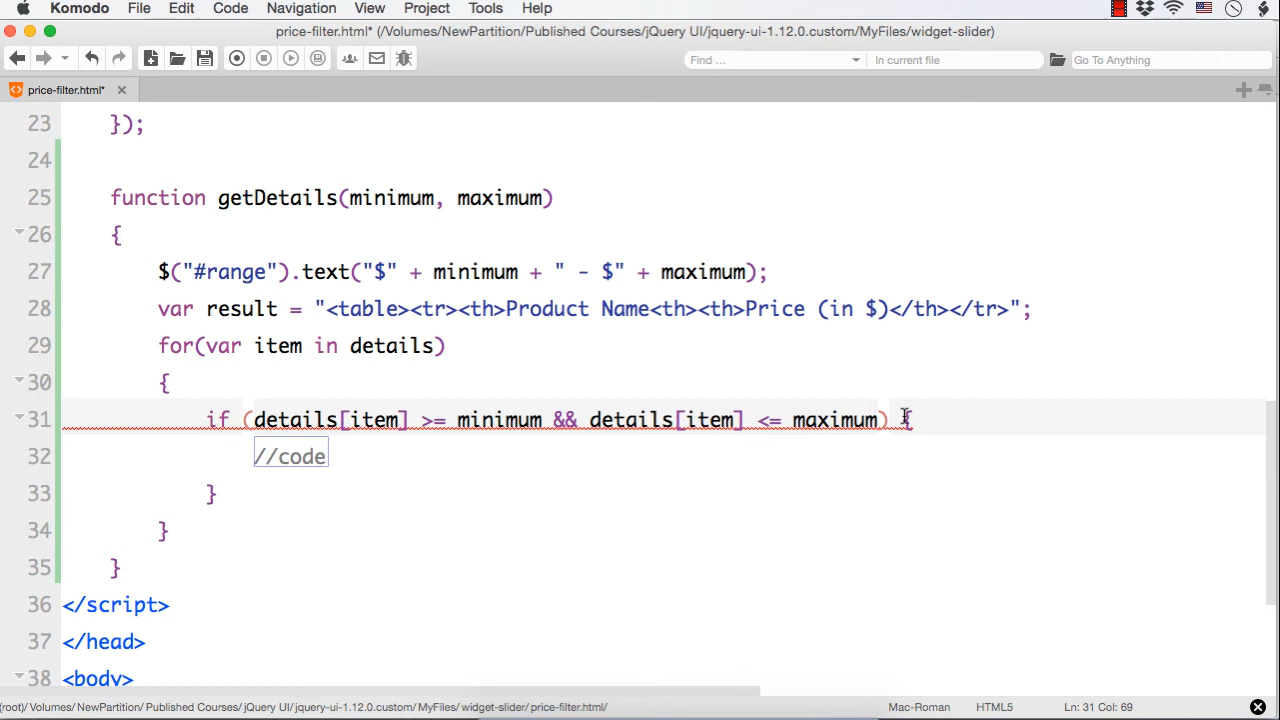 Komodo File Edit Code Navigation View Project Tools Help
price-filter.html* (/Volumes/NewPartition/Published Courses/jQuery UI/jquery-ui-1.12.0.custom/MyFiles/widget-slider)
Find ... In current file Go To Anything
price-filter.html*
23 });
24
25 function getDetails(minimum, maximum)
26 {
27 $("#range").text("$" + minimum + " - $" + maximum);
28 var result = "<table><tr><th>Product Name<th><th>Price (in $)</th></tr>";
29 for(var item in details)
30 {
31 if (details[item] >= minimum && details[item] <= maximum) {
32 //code
33 }
34 }
35 }
36 </script>
37 </head>
38 <body>
(root)/Volumes/NewPartition/Published Courses/jQuery UI/jquery-ui-1.12.0.custom/MyFiles/widget-slider/price-filter.html/ Mac-Roman HTML5 Ln: 31 Col: 69